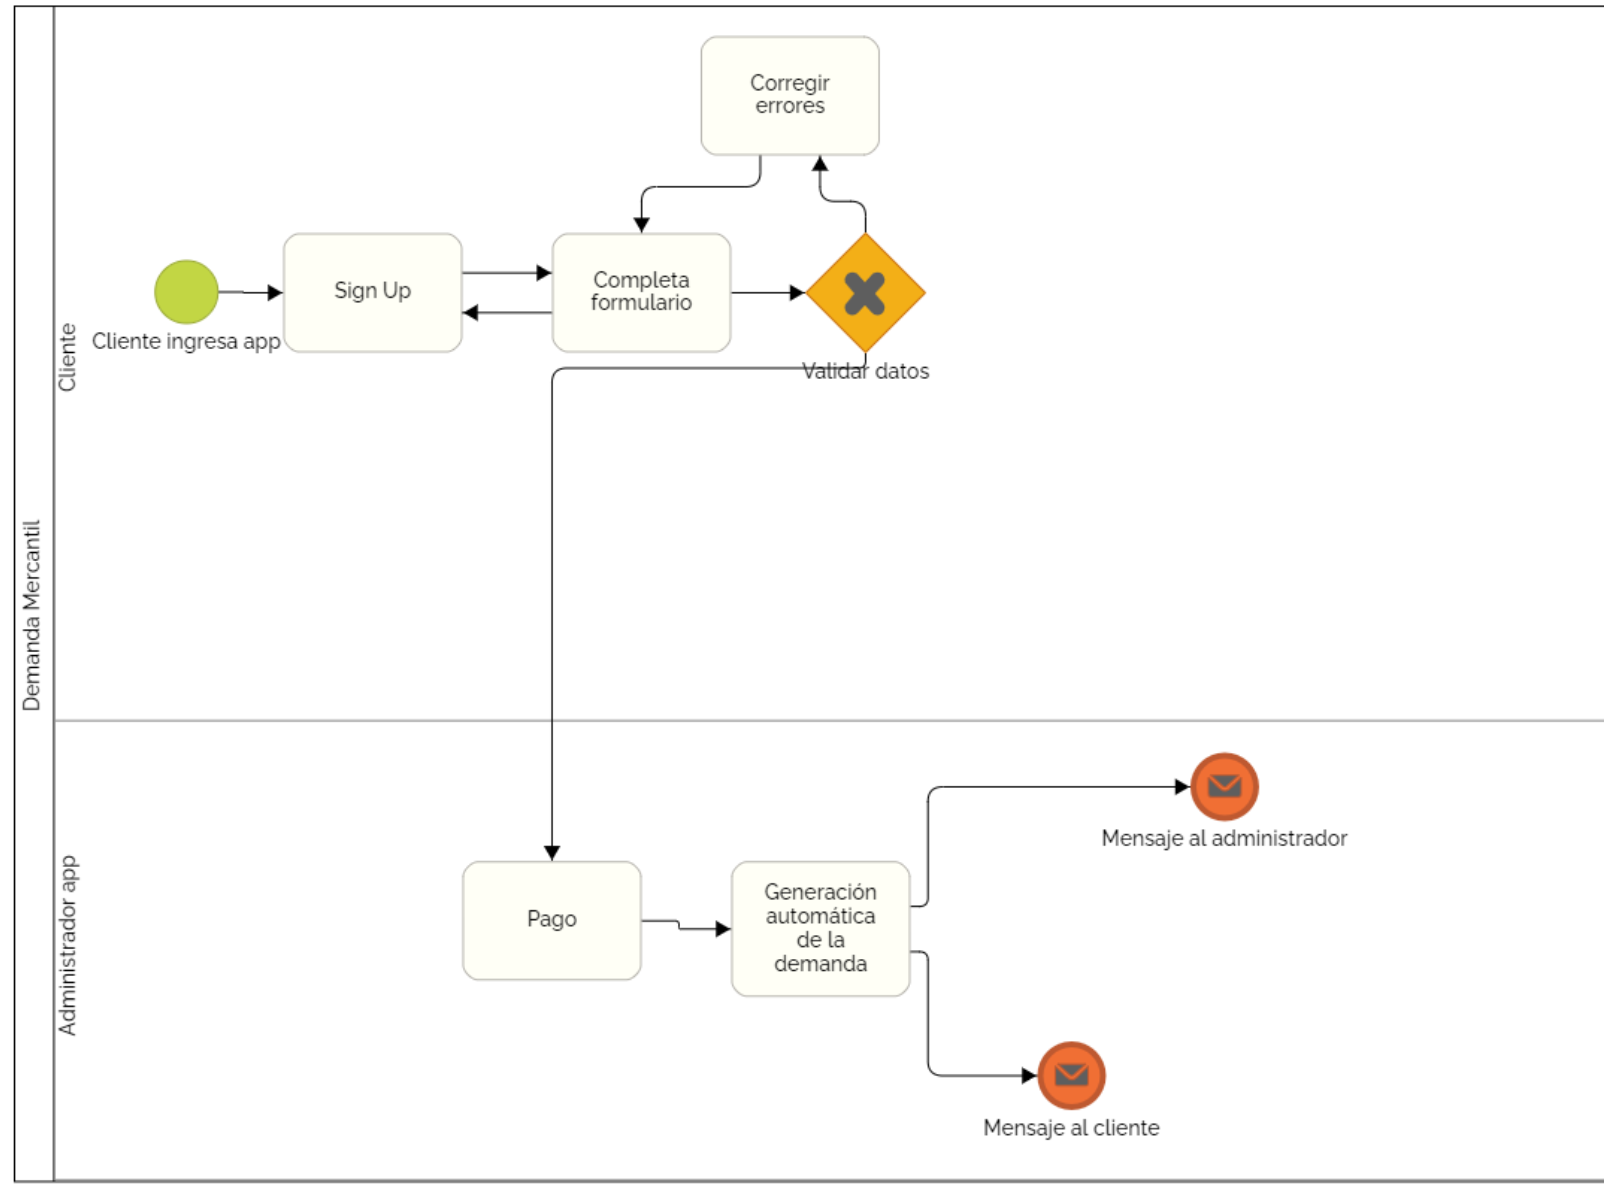 Demanda Mercantil
Cliente
Corregir
errores
Cliente ingresa app
Sign Up
Completa
formulario
Validar datos
Administrador app
Pago
Generación
automática
de la
demanda
Mensaje al administrador
Mensaje al cliente